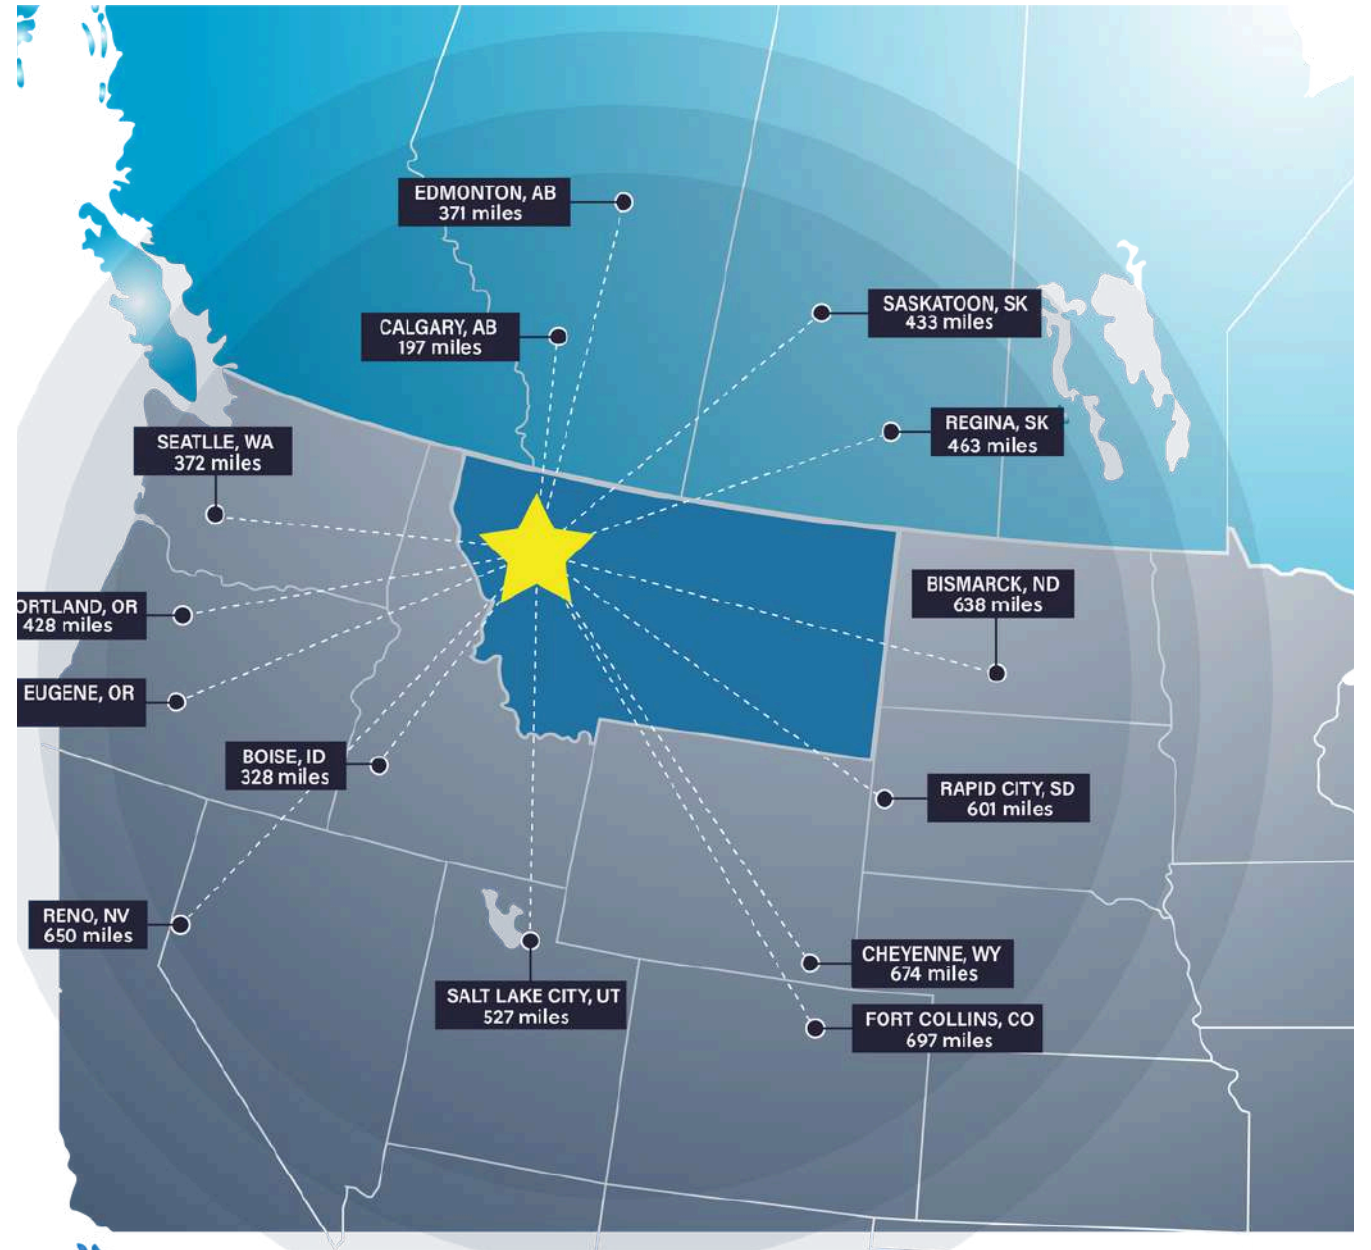 EDMONTON, AB
371 miles
SASKATOON, SK
433 miles
CALGARY, AB
197 miles
REGINA, SK
463 miles
SEATLLE, WA
372 miles
BISMARCK, ND
638 miles
ORTLAND, OR
428 miles
EUGENE, OR
BOISE, ID
328 miles
RAPID CITY, SD
601 miles
RENO, NV
650 miles
CHEYENNE, WY
674 miles
SALT LAKE CITY, UT
527 miles
FORT COLLINS, CO
697 miles